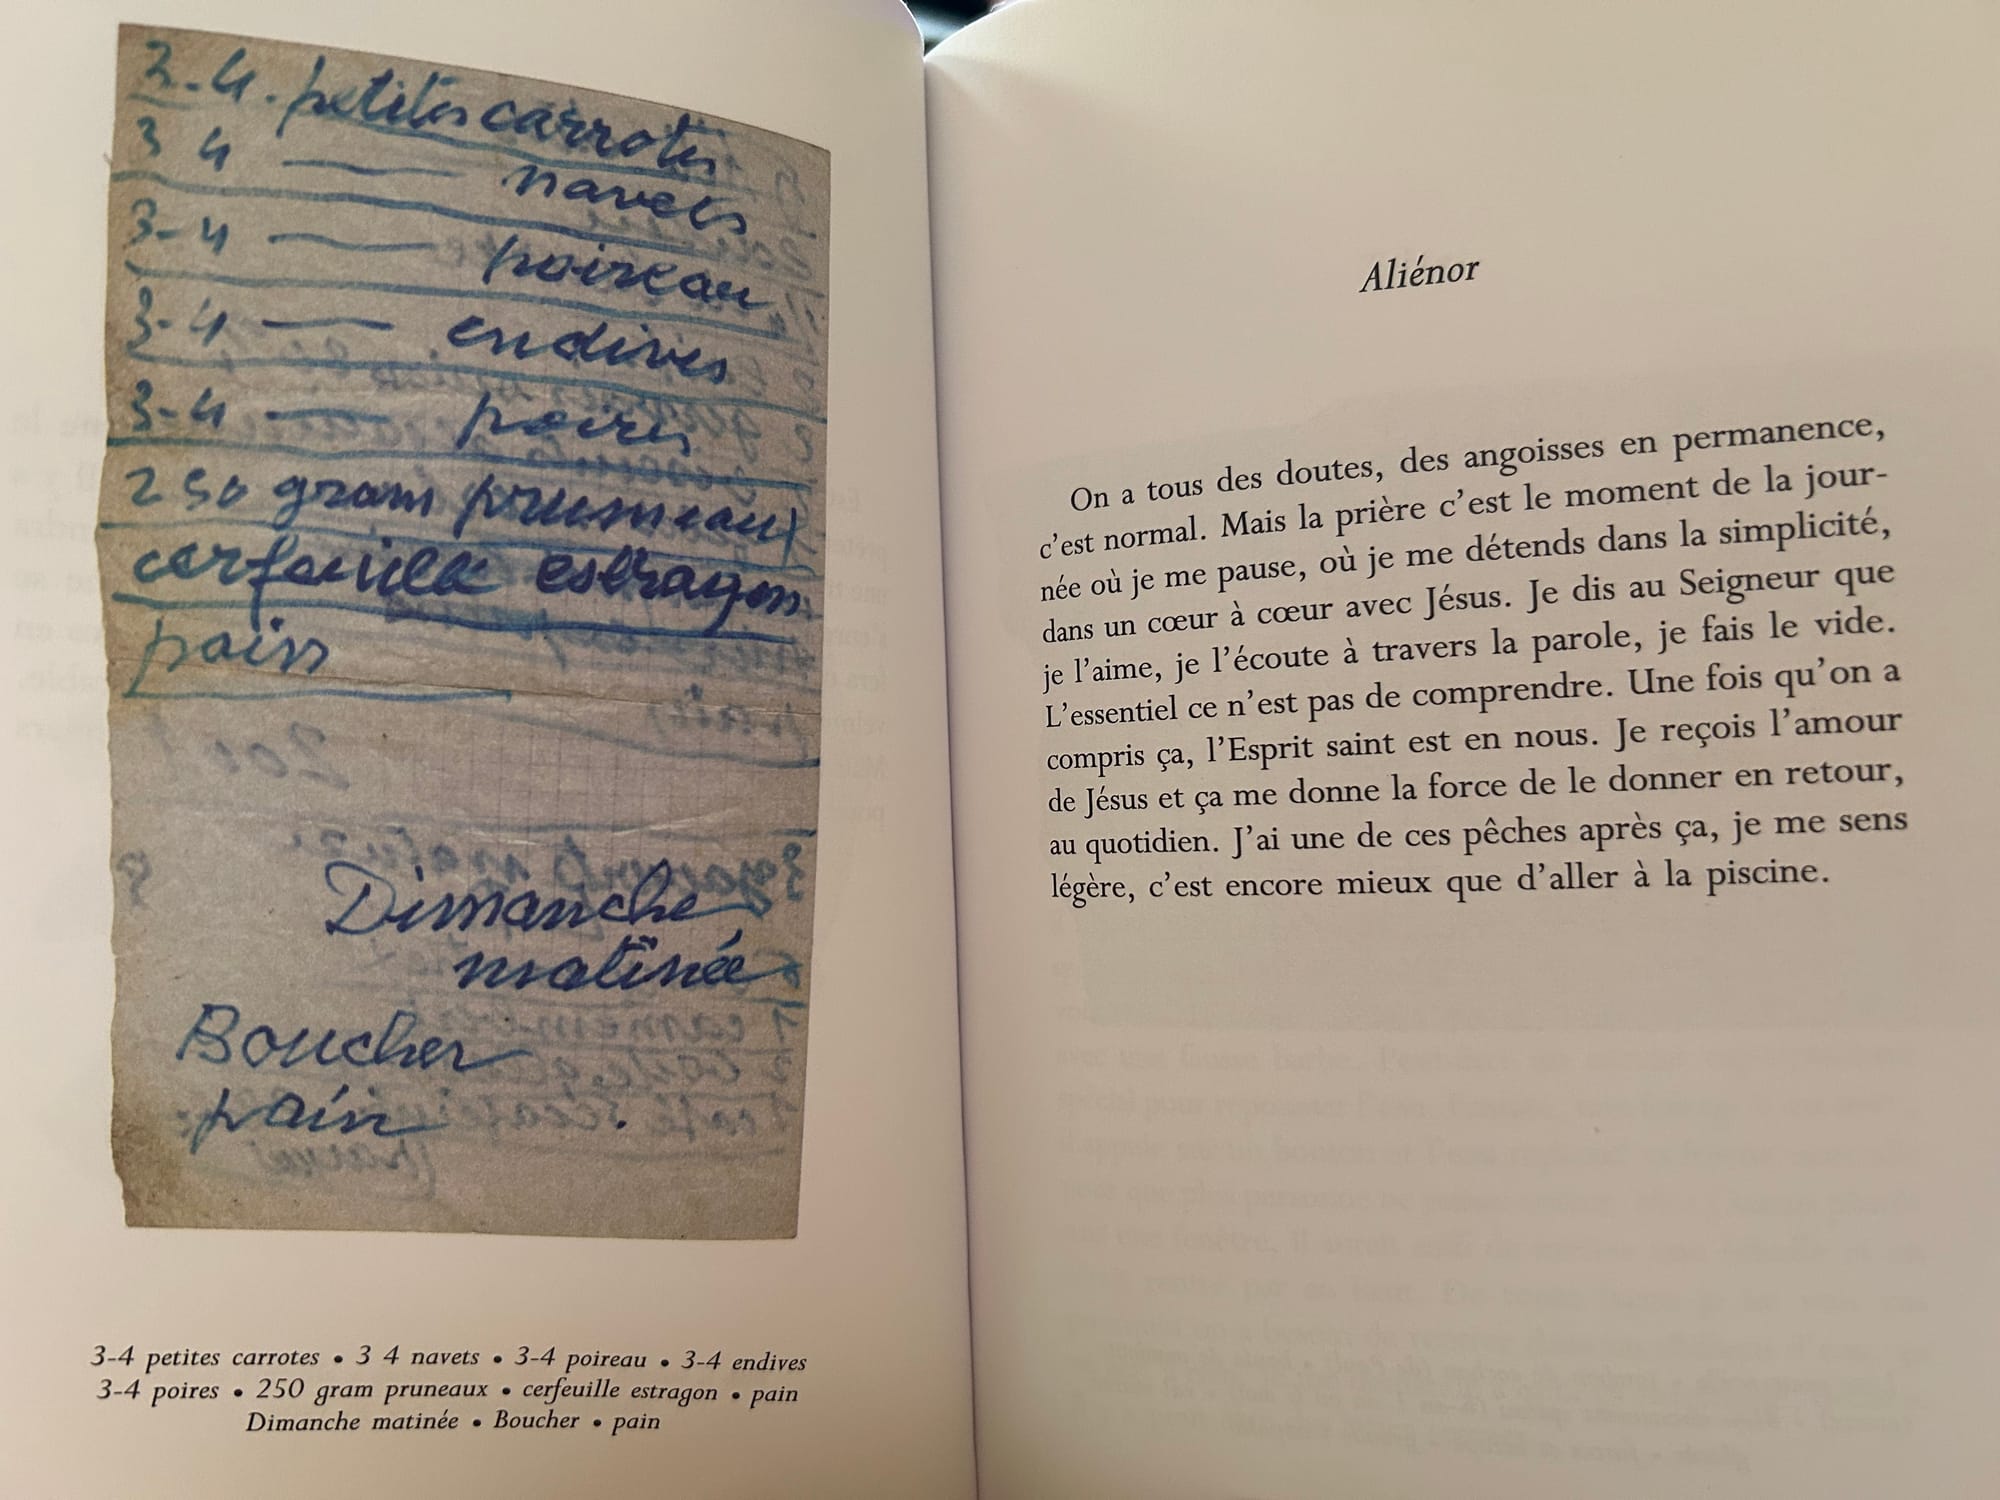 3-4. petites carrotes
3 4 — navets
3-4 — poireau
3-4 — endives
3-4 — poires
250 gram pruneaux
cerfeuille estragon
pain
Dimanche
matinée
Boucher
pain
3-4 petites carrotes • 3 4 navets • 3-4 poireau • 3-4 endives
3-4 poires • 250 gram pruneaux • cerfeuille estragon • pain
Dimanche matinée • Boucher • pain
Aliénor
On a tous des doutes, des angoisses en permanence,
c'est normal. Mais la prière c'est le moment de la jour-
née où je me pause, où je me détends dans la simplicité,
dans un cœur à cœur avec Jésus. Je dis au Seigneur que
je l'aime, je l'écoute à travers la parole, je fais le vide.
L'essentiel ce n'est pas de comprendre. Une fois qu'on a
compris ça, l'Esprit saint est en nous. Je reçois l'amour
de Jésus et ça me donne la force de le donner en retour,
au quotidien. J'ai une de ces pêches après ça, je me sens
légère, c'est encore mieux que d'aller à la piscine.